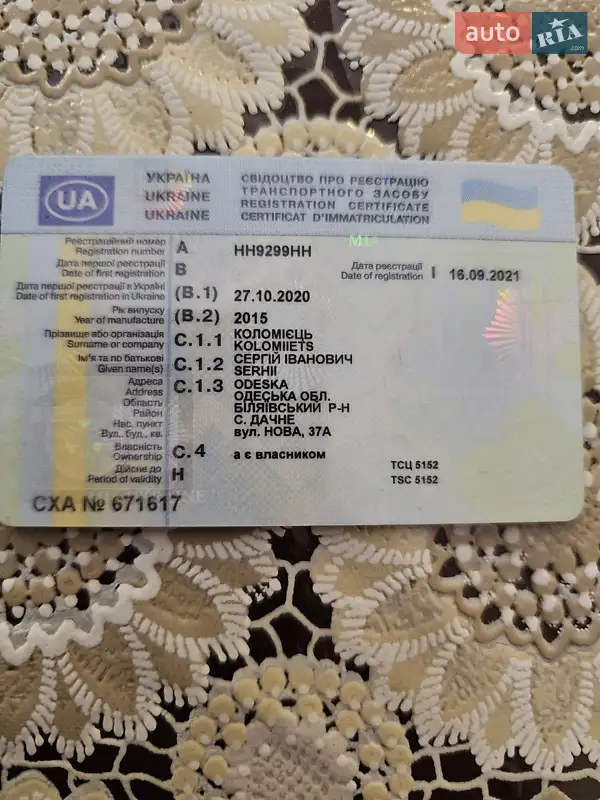 auto RIA .com
UA
УКРАЇНА
UKRAINE
UKRAINE
СВІДОЦТВО ПРО РЕЄСТРАЦІЮ
ТРАНСПОРТНОГО ЗАСОБУ
REGISTRATION CERTIFICATE
CERTIFICAT D'IMMATRICULATION
Реєстраційний номер
Registration number
A
HH9299HH
Дата першої реєстрації
Date of first registration
B
Дата реєстрації
Date of registration
I
16.09.2021
Дата першої реєстрації в Україні
Date of first registration in Ukraine
(B.1)
27.10.2020
Рік випуску
Year of manufacture
(B.2)
2015
Прізвище або організація
Surname or company
C.1.1
КОЛОМІЄЦЬ
KOLOMIIETS
Ім'я та по батькові
Given name(s)
C.1.2
СЕРГІЙ ІВАНОВИЧ
SERHII
Адреса
Address
Область
Район
Нас. пункт
Вул., буд., кв.
C.1.3
ODESKA
ОДЕСЬКА ОБЛ.
БІЛЯЇВСЬКИЙ Р-Н
С. ДАЧНЕ
вул. НОВА, 37А
Власність
Ownership
C.4
а є власником
Дійсне до
Period of validity
H
ТСЦ 5152
TSC 5152
СХА № 671617